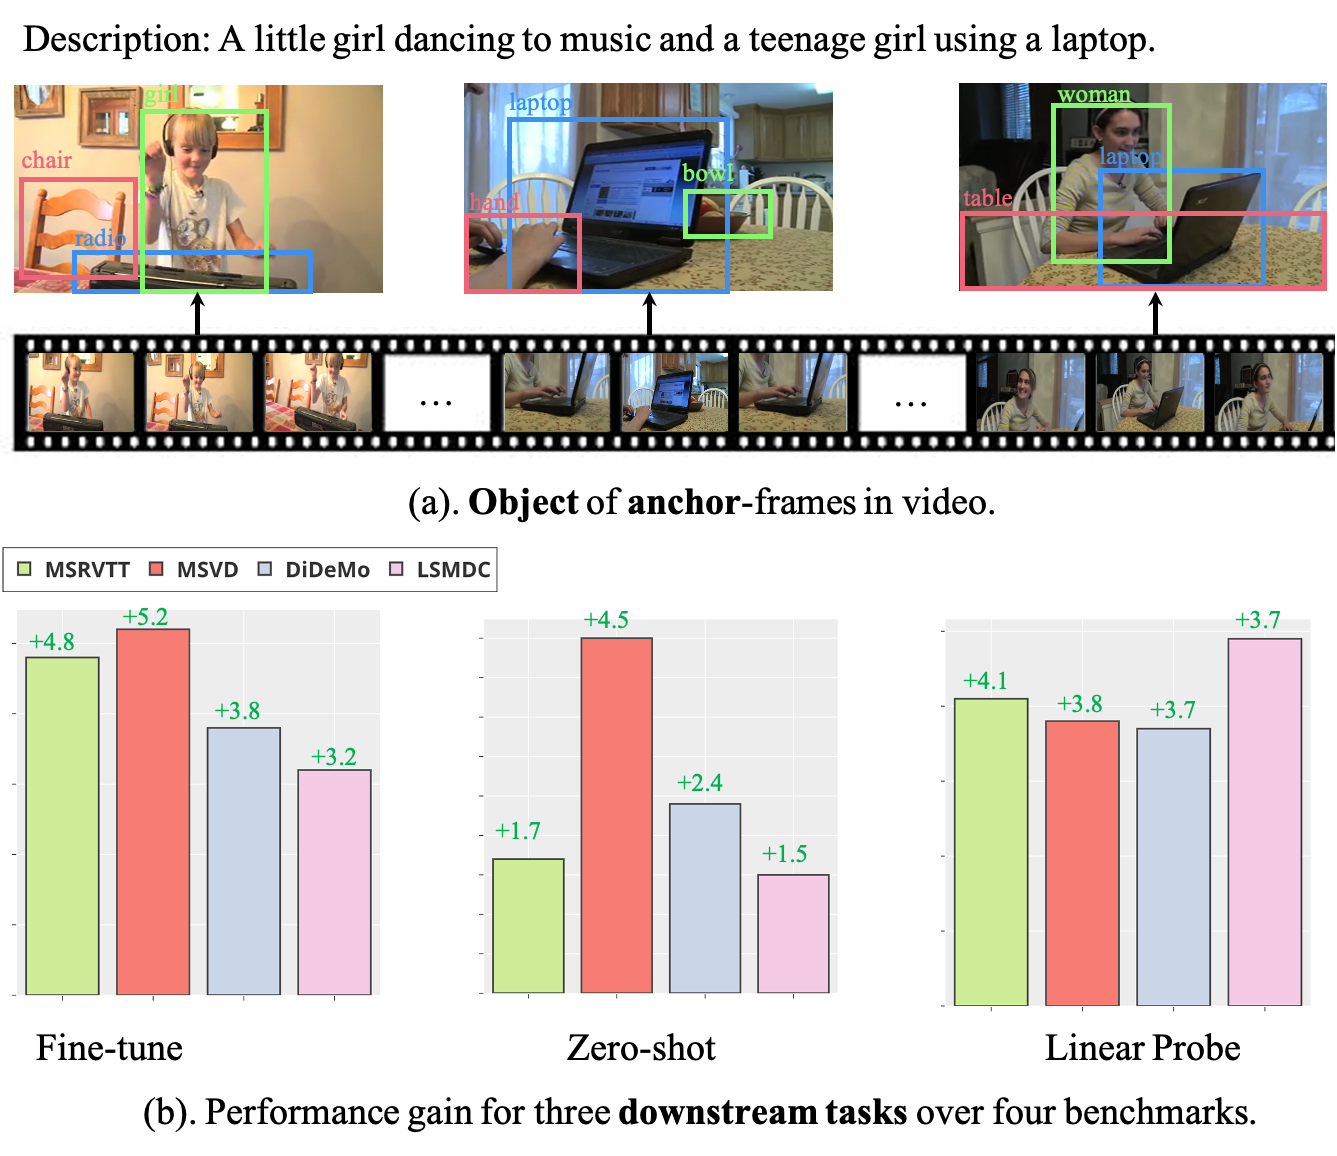 Description: A little girl dancing to music and a teenage girl using a laptop.
girl
chair
radio
laptop
bowl
hand
woman
laptop
table
...
...
(a). Object of anchor-frames in video.
MSRVTT MSVD DiDeMo LSMDC
+4.8
+5.2
+3.8
+3.2
+1.7
+4.5
+2.4
+1.5
+4.1
+3.8
+3.7
+3.7
Fine-tune
Zero-shot
Linear Probe
(b). Performance gain for three downstream tasks over four benchmarks.